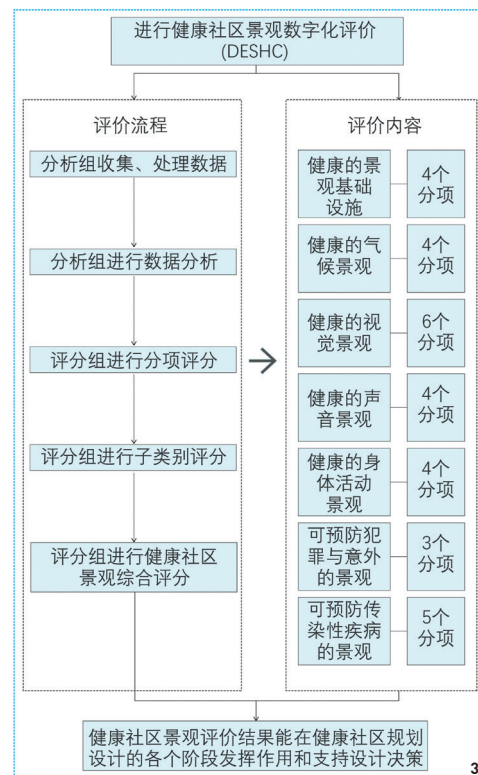 进行健康社区景观数字化评价
(DESHC)
评价流程
分析组收集、处理数据
分析组进行数据分析
评分组进行分项评分
评分组进行子类别评分
评分组进行健康社区
景观综合评分
评价内容
健康的景
观基础
设施
4个
分项
健康的气
候景观
4个
分项
健康的视
觉景观
6个
分项
健康的声
音景观
4个
分项
健康的身
体活动
景观
4个
分项
可预防犯
罪与意外
的景观
3个
分项
可预防传
染性疾病
的景观
5个
分项
健康社区景观评价结果能在健康社区规划
设计的各个阶段发挥作用和支持设计决策
3